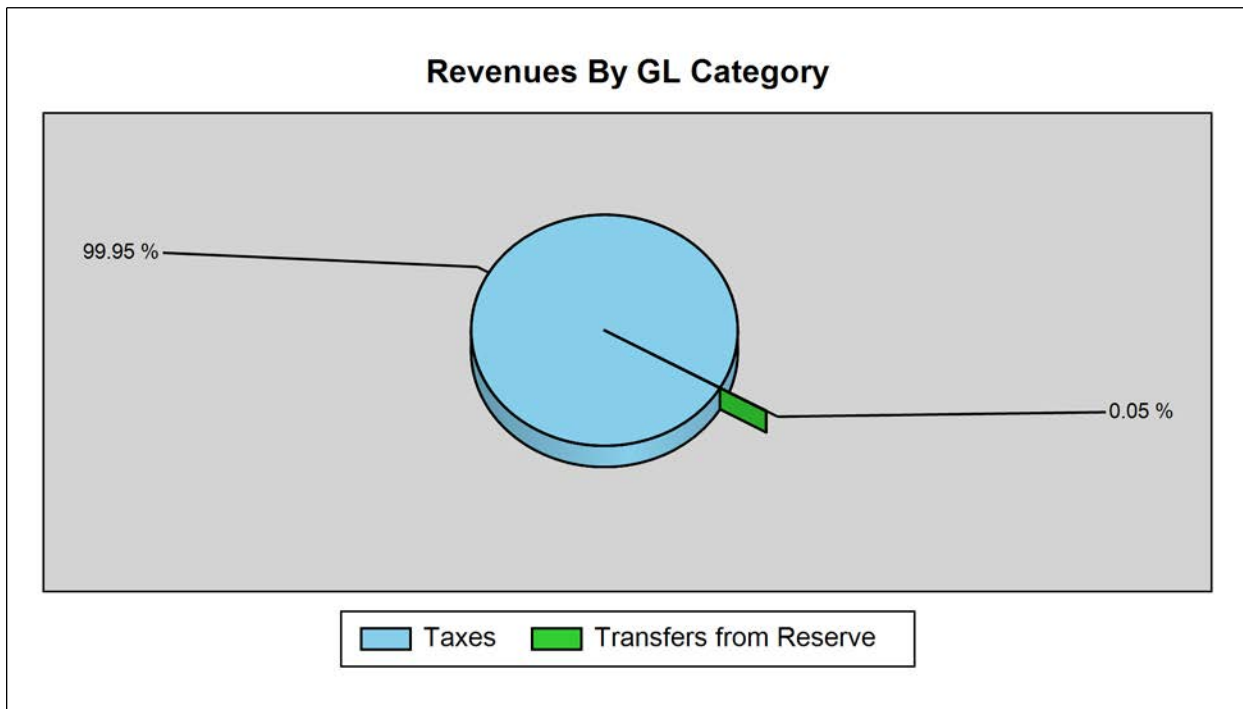 Revenues By GL Category
99.95 %
0.05 %
Taxes
Transfers from Reserve